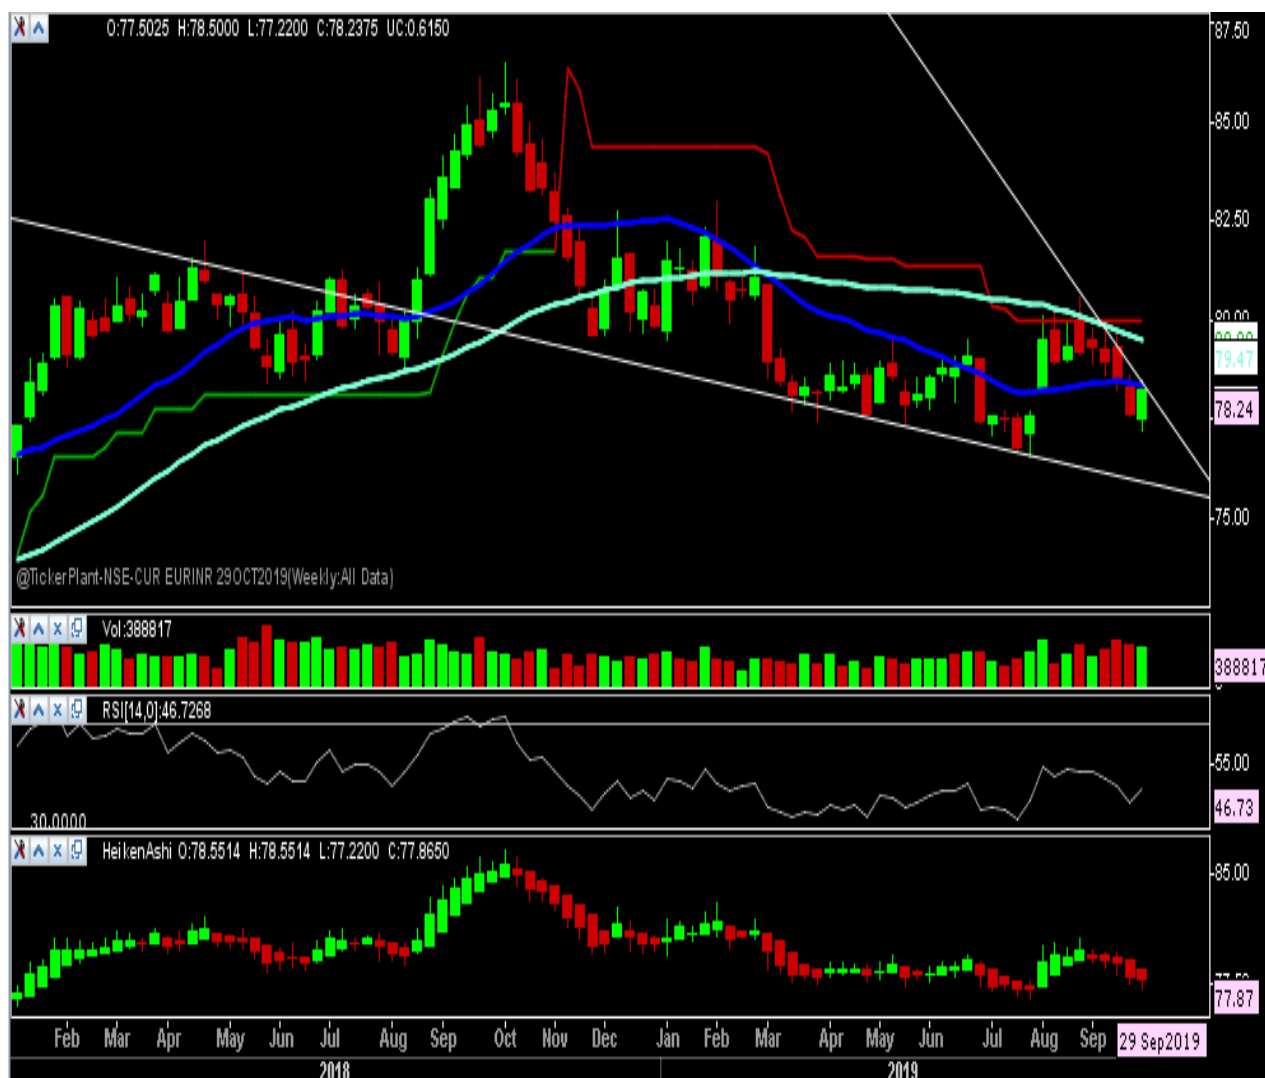 O:77.5025 H:78.5000 L:77.2200 C:78.2375 UC:0.6150
87.50
85.00
82.50
80.00
79.47
78.24
75.00
@TickerPlant-NSE-CUR EURINR 29OCT2019(Weekly:All Data)
Vol:388817
388817
RSI[14,0]:46.7268
55.00
46.73
30.0000
HeikenAshi O:78.5514 H:78.5514 L:77.2200 C:77.8650
85.00
77.50
77.87
Feb Mar Apr May Jun Jul Aug Sep Oct Nov Dec Jan Feb Mar Apr May Jun Jul Aug Sep 29 Sep2019
2018 2019